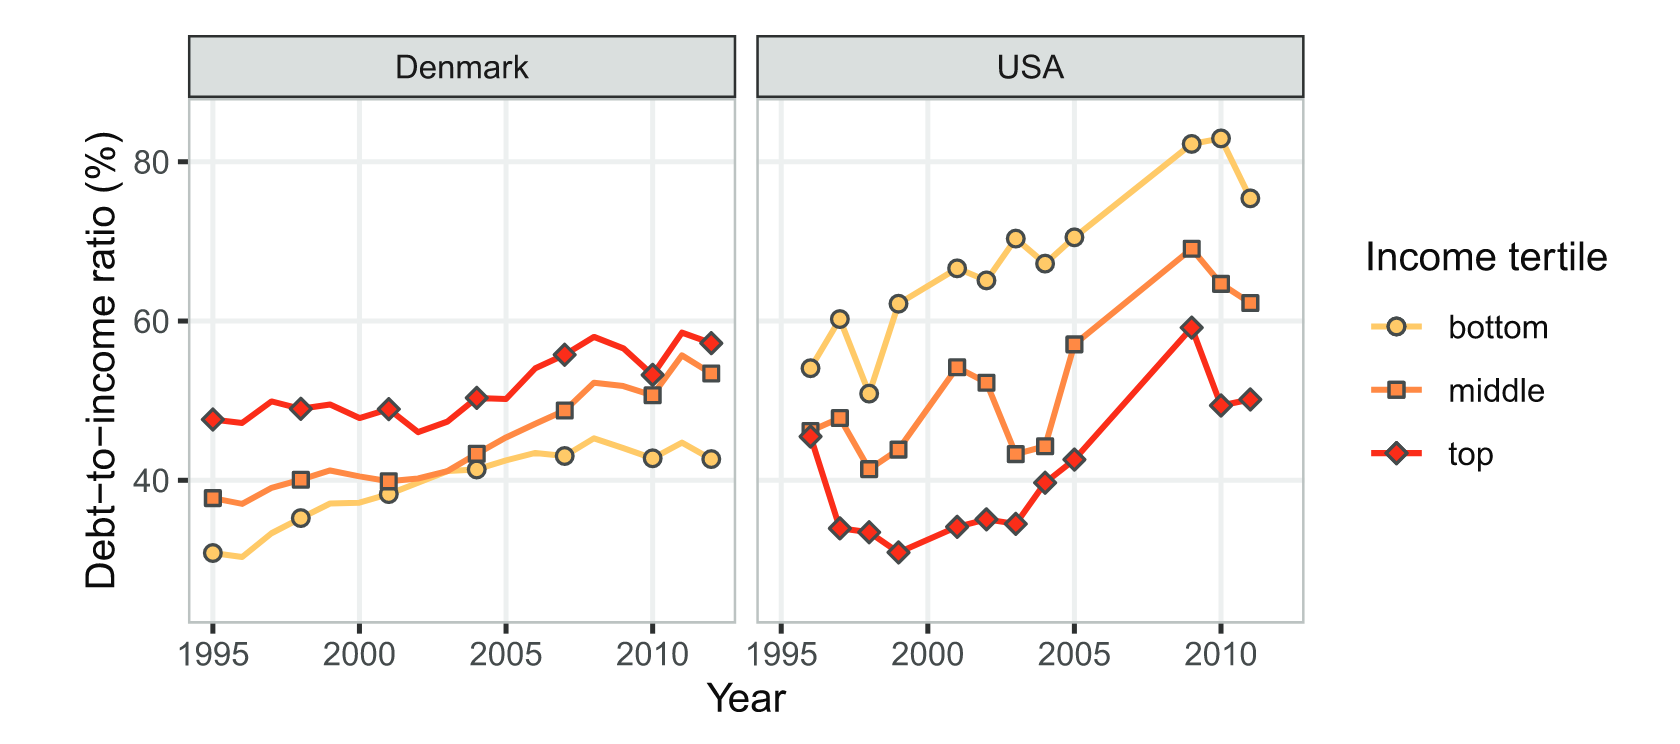 Denmark
USA
Debt−to−income ratio (%)
80
60
40
1995 2000 2005 2010
1995 2000 2005 2010
Year
Income tertile
bottom
middle
top